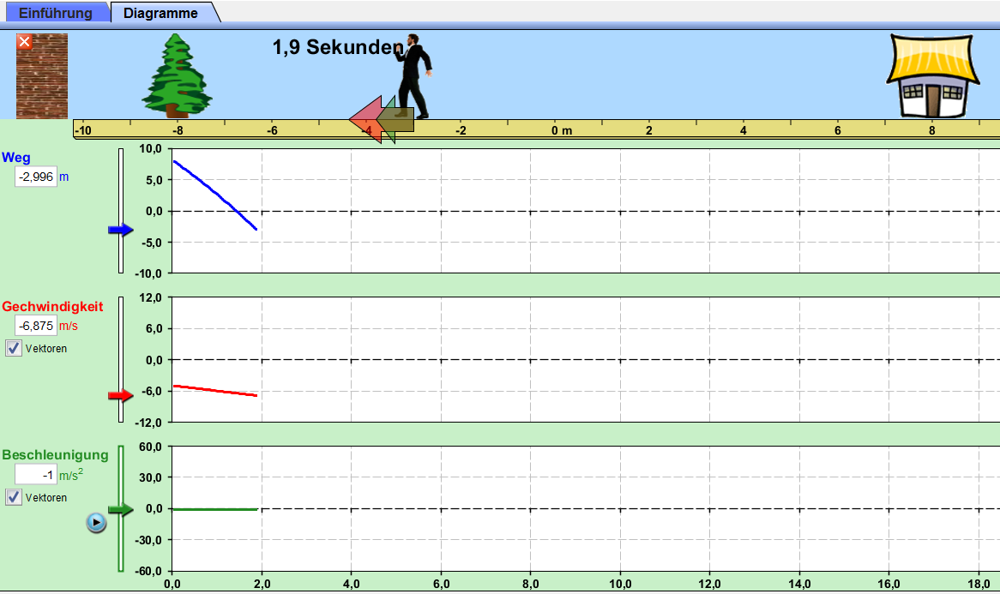 Einführung Diagramme
1,9 Sekunden
-10 -8 -6 -4 -2 0 m 2 4 6 8
Weg
-2,996 m
10,0
5,0
0,0
-5,0
-10,0
Gechwindigkeit
-6,875 m/s
Vektoren
12,0
6,0
0,0
-6,0
-12,0
Beschleunigung
-1 m/s²
Vektoren
60,0
30,0
0,0
-30,0
-60,0
0,0 2,0 4,0 6,0 8,0 10,0 12,0 14,0 16,0 18,0